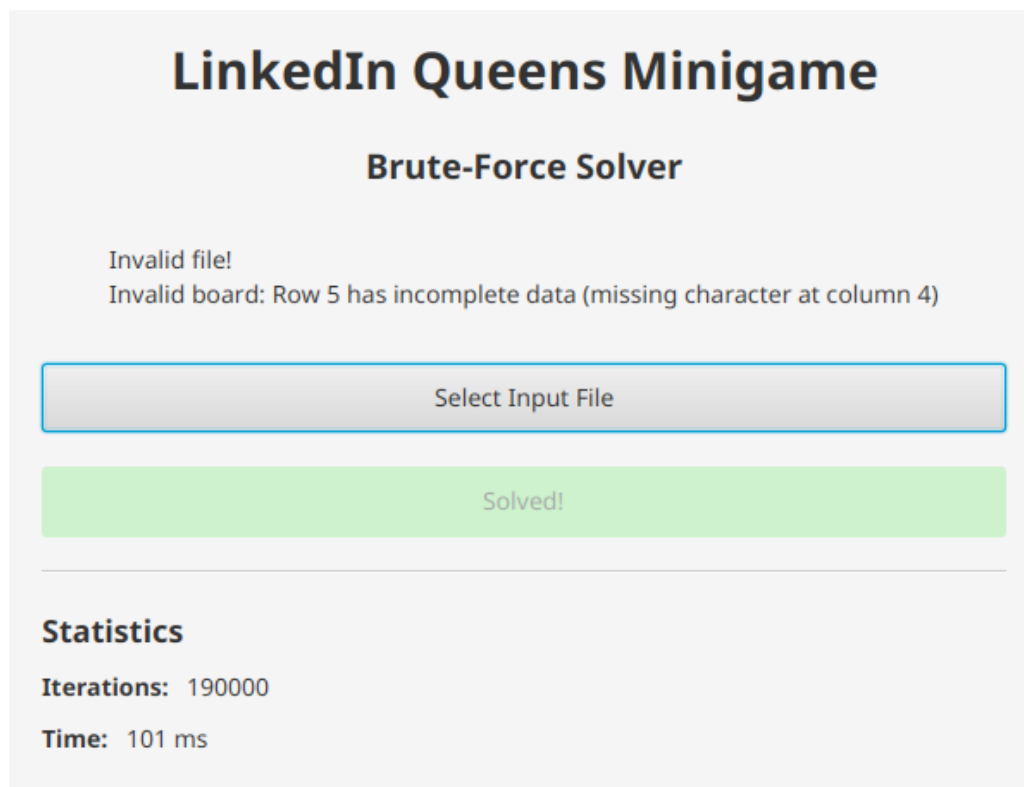 LinkedIn Queens Minigame
Brute-Force Solver
Invalid file!
Invalid board: Row 5 has incomplete data (missing character at column 4)
Select Input File
Solved!
Statistics
Iterations: 190000
Time: 101 ms